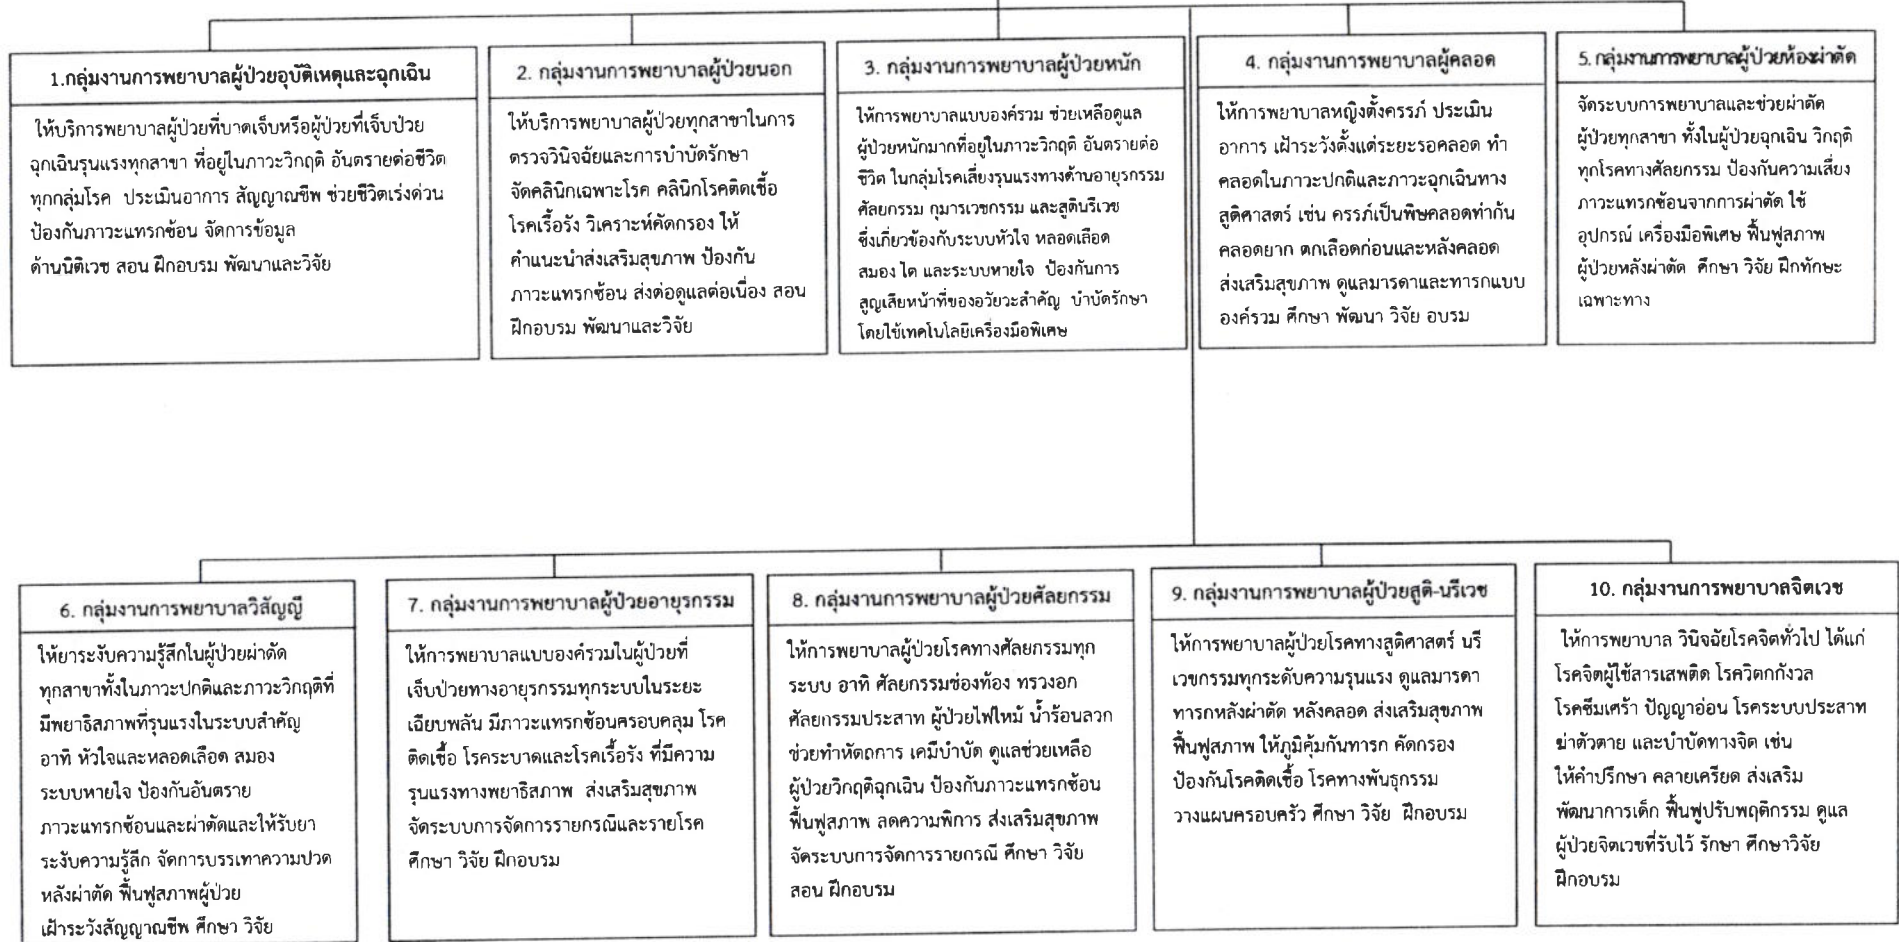 1.กลุ่มงานการพยาบาลผู้ป่วยอุบัติเหตุและฉุกเฉิน
ให้บริการพยาบาลผู้ป่วยที่บาดเจ็บหรือผู้ป่วยที่เจ็บป่วย
ฉุกเฉินรุนแรงทุกสาขา ที่อยู่ในภาวะวิกฤติ อันตรายต่อชีวิต
ทุกกลุ่มโรค ประเมินอาการ สัญญาณชีพ ช่วยชีวิตเร่งด่วน
ป้องกันภาวะแทรกซ้อน จัดการข้อมูล
ด้านนิติเวช สอน ฝึกอบรม พัฒนาและวิจัย
2. กลุ่มงานการพยาบาลผู้ป่วยนอก
ให้บริการพยาบาลผู้ป่วยทุกสาขาในการ
ตรวจวินิจฉัยและการบำบัดรักษา
จัดคลินิกเฉพาะโรค คลินิกโรคติดเชื้อ
โรคเรื้อรัง วิเคราะห์คัดกรอง ให้
คำแนะนำส่งเสริมสุขภาพ ป้องกัน
ภาวะแทรกซ้อน ส่งต่อดูแลต่อเนื่อง สอน
ฝึกอบรม พัฒนาและวิจัย
3. กลุ่มงานการพยาบาลผู้ป่วยหนัก
ให้การพยาบาลแบบองค์รวม ช่วยเหลือดูแล
ผู้ป่วยหนักมากที่อยู่ในภาวะวิกฤติ อันตรายต่อ
ชีวิต ในกลุ่มโรคเสี่ยงรุนแรงทางด้านอายุรกรรม
ศัลยกรรม กุมารเวชกรรม และสูตินรีเวช
ซึ่งเกี่ยวข้องกับระบบหัวใจ หลอดเลือด
สมอง ไต และระบบหายใจ ป้องกันการ
สูญเสียหน้าที่ของอวัยวะสำคัญ บำบัดรักษา
โดยใช้เทคโนโลยีเครื่องมือพิเศษ
4. กลุ่มงานการพยาบาลผู้คลอด
ให้การพยาบาลหญิงตั้งครรภ์ ประเมิน
อาการ เฝ้าระวังตั้งแต่ระยะรอคลอด ทำ
คลอดในภาวะปกติและภาวะฉุกเฉินทาง
สูติศาสตร์ เช่น ครรภ์เป็นพิษคลอดท่าก้น
คลอดยาก ตกเลือดก่อนและหลังคลอด
ส่งเสริมสุขภาพ ดูแลมารดาและทารกแบบ
องค์รวม ศึกษา พัฒนา วิจัย อบรม
5. กลุ่มงานการพยาบาลผู้ป่วยห้องผ่าตัด
จัดระบบการพยาบาลและช่วยผ่าตัด
ผู้ป่วยทุกสาขา ทั้งในผู้ป่วยฉุกเฉิน วิกฤติ
ทุกโรคทางศัลยกรรม ป้องกันความเสี่ยง
ภาวะแทรกซ้อนจากการผ่าตัด ใช้
อุปกรณ์ เครื่องมือพิเศษ ฟื้นฟูสภาพ
ผู้ป่วยหลังผ่าตัด ศึกษา วิจัย ฝึกทักษะ
เฉพาะทาง
6. กลุ่มงานการพยาบาลวิสัญญี
ให้ยาระงับความรู้สึกในผู้ป่วยผ่าตัด
ทุกสาขาทั้งในภาวะปกติและภาวะวิกฤติที่
มีพยาธิสภาพที่รุนแรงในระบบสำคัญ
อาทิ หัวใจและหลอดเลือด สมอง
ระบบหายใจ ป้องกันอันตราย
ภาวะแทรกซ้อนและผ่าตัดและให้รับยา
ระงับความรู้สึก จัดการบรรเทาความปวด
หลังผ่าตัด ฟื้นฟูสภาพผู้ป่วย
เฝ้าระวังสัญญาณชีพ ศึกษา วิจัย
7. กลุ่มงานการพยาบาลผู้ป่วยอายุรกรรม
ให้การพยาบาลแบบองค์รวมในผู้ป่วยที่
เจ็บป่วยทางอายุรกรรมทุกระบบในระยะ
เฉียบพลัน มีภาวะแทรกซ้อนครอบคลุม โรค
ติดเชื้อ โรคระบาดและโรคเรื้อรัง ที่มีความ
รุนแรงทางพยาธิสภาพ ส่งเสริมสุขภาพ
จัดระบบการจัดการรายกรณีและรายโรค
ศึกษา วิจัย ฝึกอบรม
8. กลุ่มงานการพยาบาลผู้ป่วยศัลยกรรม
ให้การพยาบาลผู้ป่วยโรคทางศัลยกรรมทุก
ระบบ อาทิ ศัลยกรรมช่องท้อง ทรวงอก
ศัลยกรรมประสาท ผู้ป่วยไฟไหม้ น้ำร้อนลวก
ช่วยทำหัตถการ เคมีบำบัด ดูแลช่วยเหลือ
ผู้ป่วยวิกฤติฉุกเฉิน ป้องกันภาวะแทรกซ้อน
ฟื้นฟูสภาพ ลดความพิการ ส่งเสริมสุขภาพ
จัดระบบการจัดการรายกรณี ศึกษา วิจัย
สอน ฝึกอบรม
9. กลุ่มงานการพยาบาลผู้ป่วยสูติ-นรีเวช
ให้การพยาบาลผู้ป่วยโรคทางสูติศาสตร์ นรี
เวชกรรมทุกระดับความรุนแรง ดูแลมารดา
ทารกหลังผ่าตัด หลังคลอด ส่งเสริมสุขภาพ
ฟื้นฟูสภาพ ให้ภูมิคุ้มกันทารก คัดกรอง
ป้องกันโรคติดเชื้อ โรคทางพันธุกรรม
วางแผนครอบครัว ศึกษา วิจัย ฝึกอบรม
10. กลุ่มงานการพยาบาลจิตเวช
ให้การพยาบาล วินิจฉัยโรคจิตทั่วไป ได้แก่
โรคจิตผู้ใช้สารเสพติด โรควิตกกังวล
โรคซึมเศร้า ปัญญาอ่อน โรคระบบประสาท
ฆ่าตัวตาย และบำบัดทางจิต เช่น
ให้คำปรึกษา คลายเครียด ส่งเสริม
พัฒนาการเด็ก ฟื้นฟูปรับพฤติกรรม ดูแล
ผู้ป่วยจิตเวชที่รับไว้ รักษา ศึกษาวิจัย
ฝึกอบรม